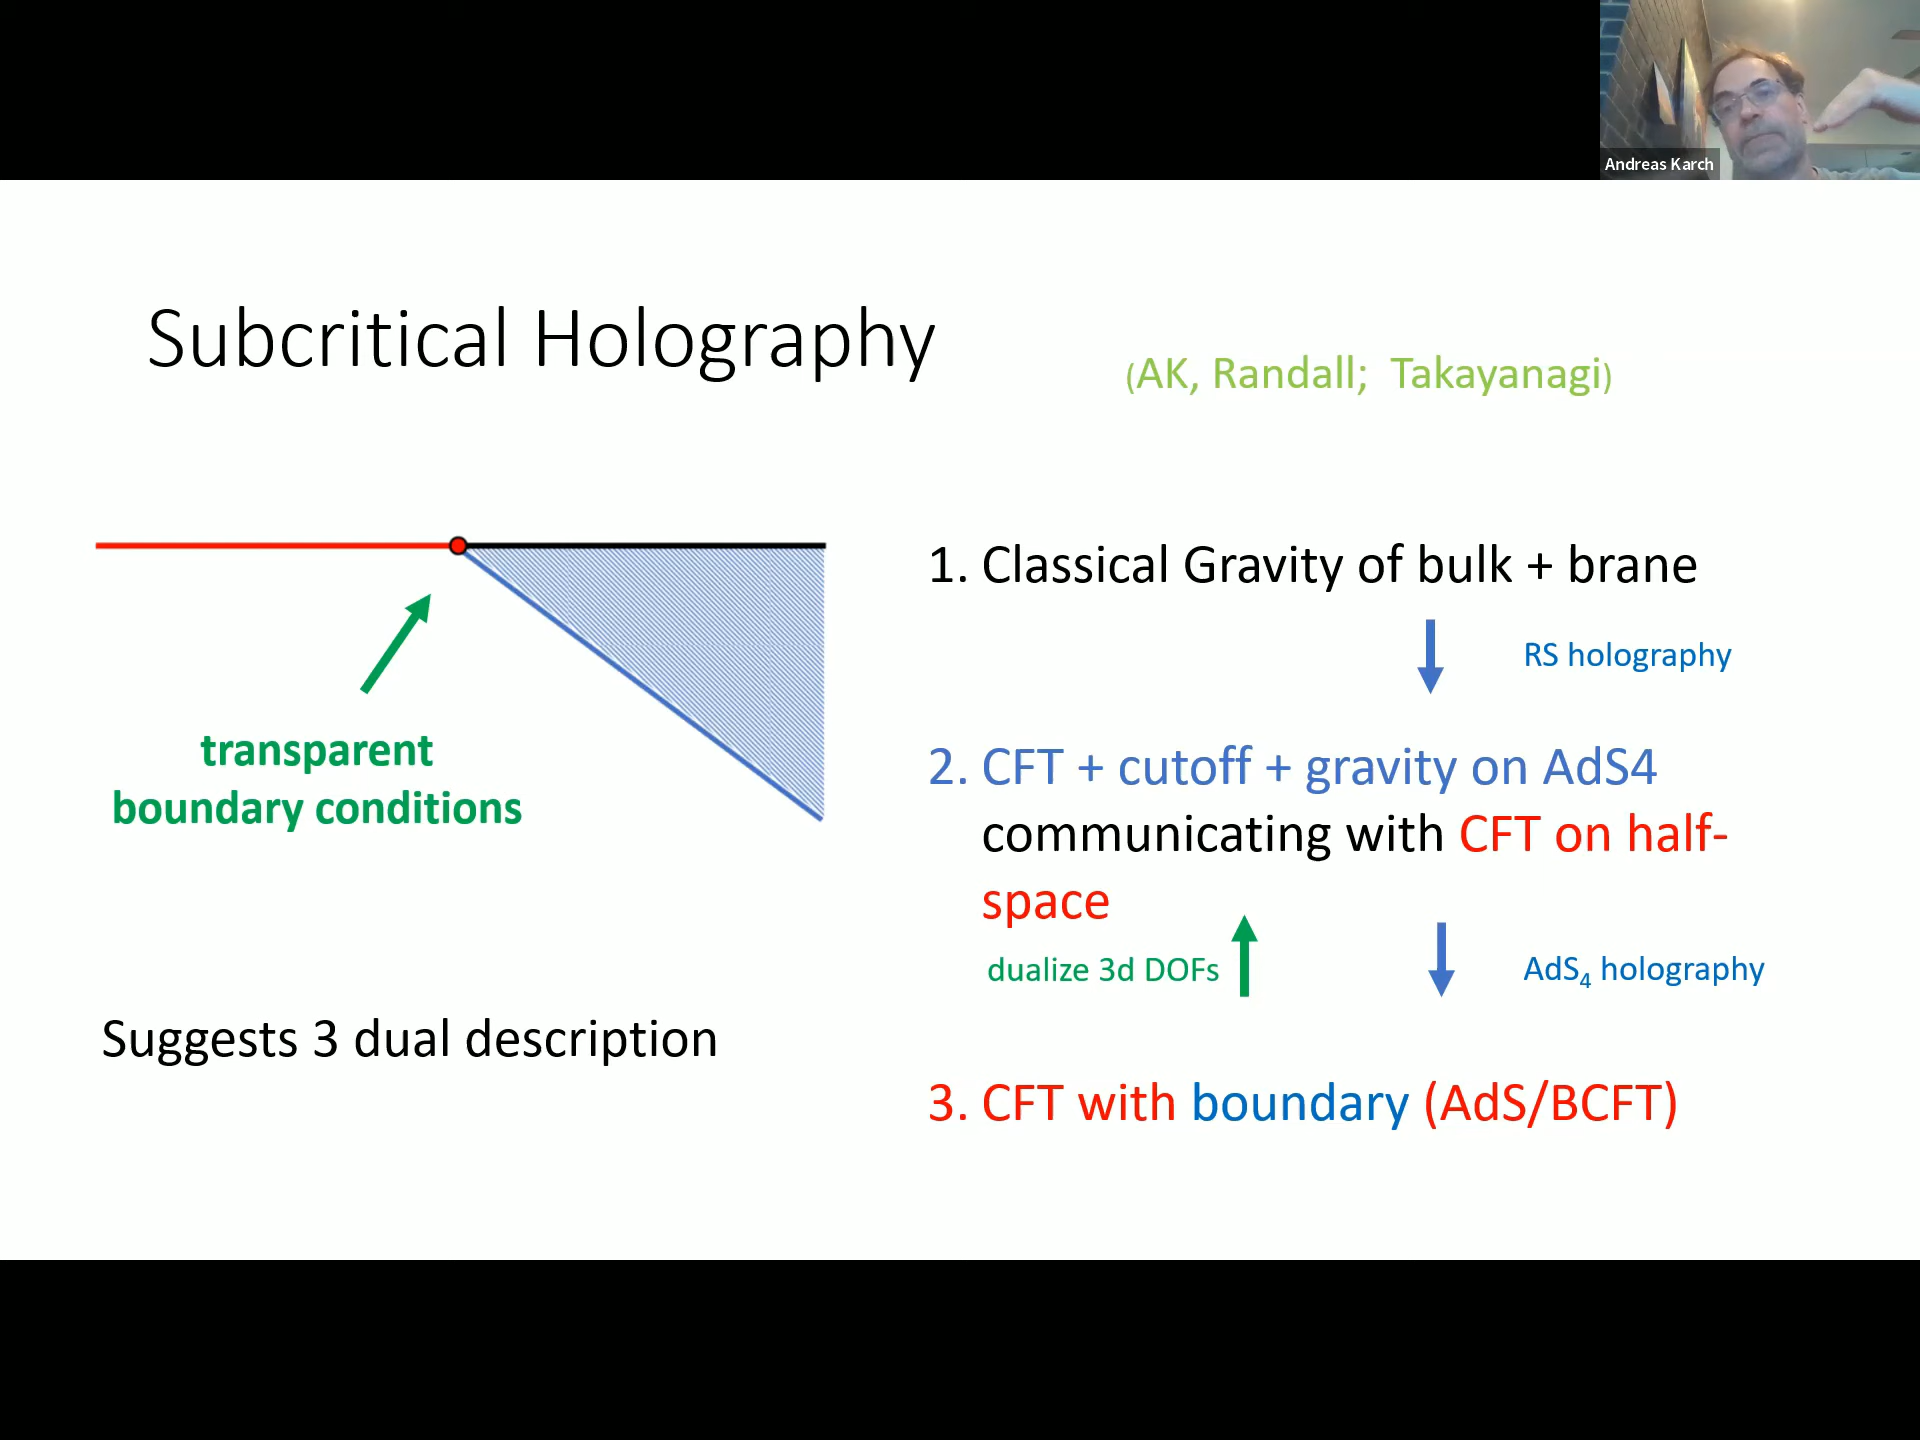 Andreas Karch
Subcritical Holography
(AK, Randall; Takayanagi)
transparent
boundary conditions
Suggests 3 dual description
1. Classical Gravity of bulk + brane
RS holography
2. CFT + cutoff + gravity on AdS4
communicating with CFT on half-
space
dualize 3d DOFs
AdS₄ holography
3. CFT with boundary (AdS/BCFT)